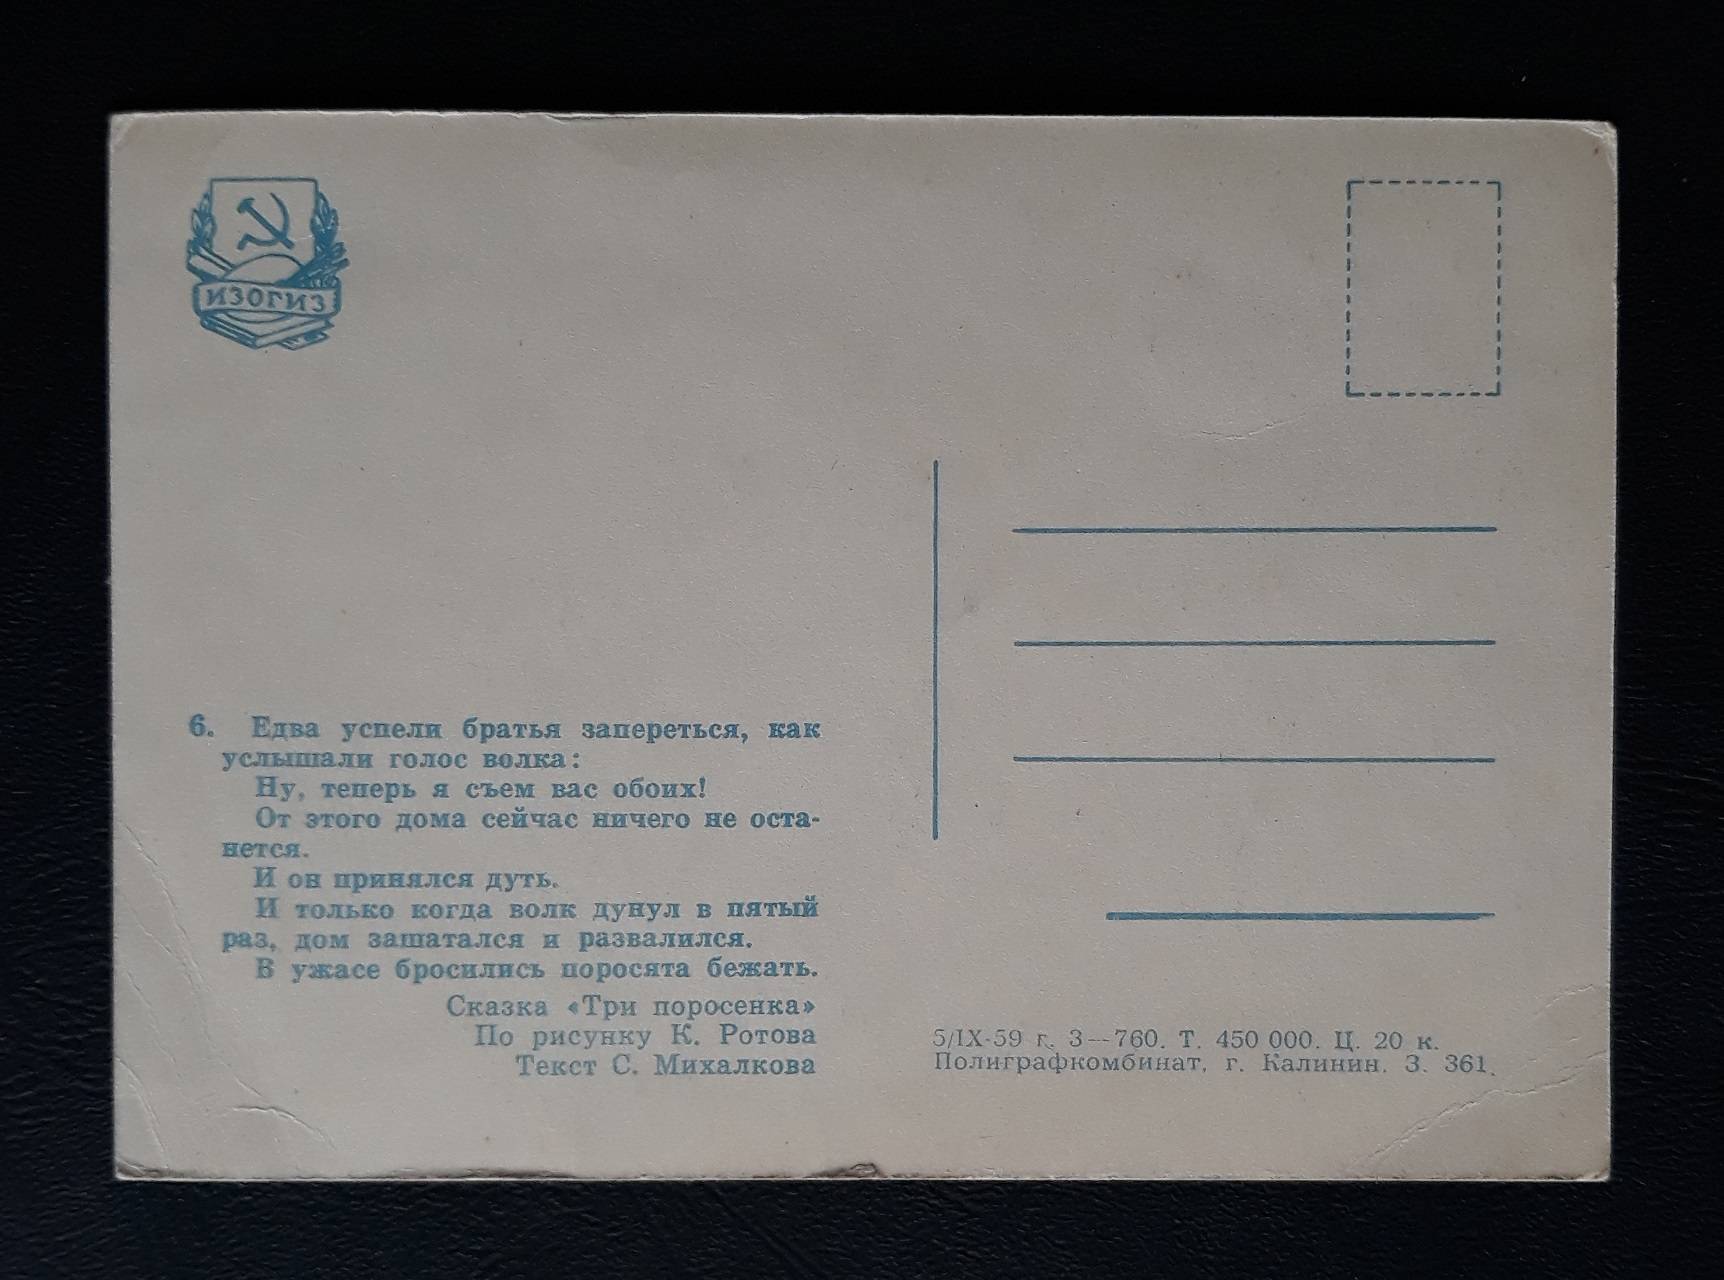 ИЗОГИЗ
6. Едва успели братья запереться, как
услышали голос волка:
Ну, теперь я съем вас обоих!
От этого дома сейчас ничего не оста-
нется.
И он принялся дуть.
И только когда волк дунул в пятый
раз, дом зашатался и развалился.
В ужасе бросились поросята бежать.
Сказка «Три поросенка»
По рисунку К. Ротова
Текст С. Михалкова
5/IX-59 г. З—760. Т. 450 000. Ц. 20 к.
Полиграфкомбинат, г. Калинин. З. 361.